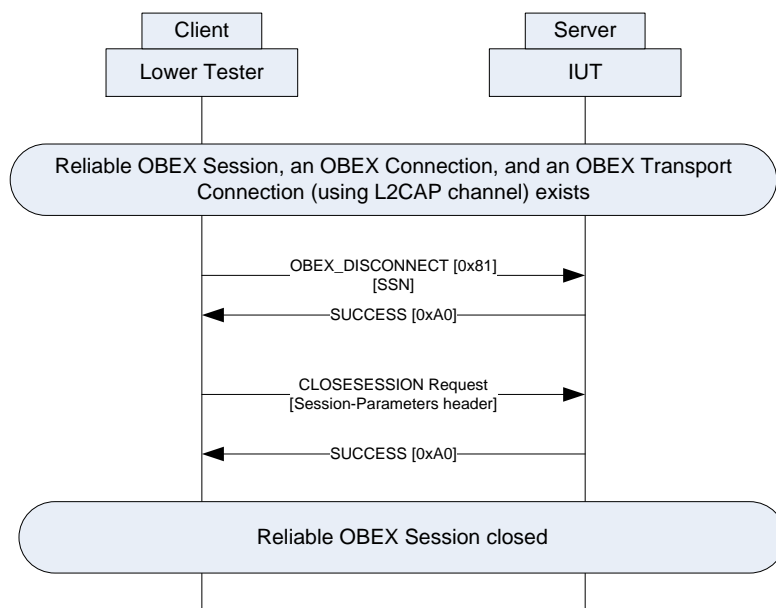 Client
Server
Lower Tester
IUT
Reliable OBEX Session, an OBEX Connection, and an OBEX Transport
Connection (using L2CAP channel) exists
OBEX_DISCONNECT [0x81]
[SSN]
SUCCESS [0xA0]
CLOSESESSION Request
[Session-Parameters header]
SUCCESS [0xA0]
Reliable OBEX Session closed